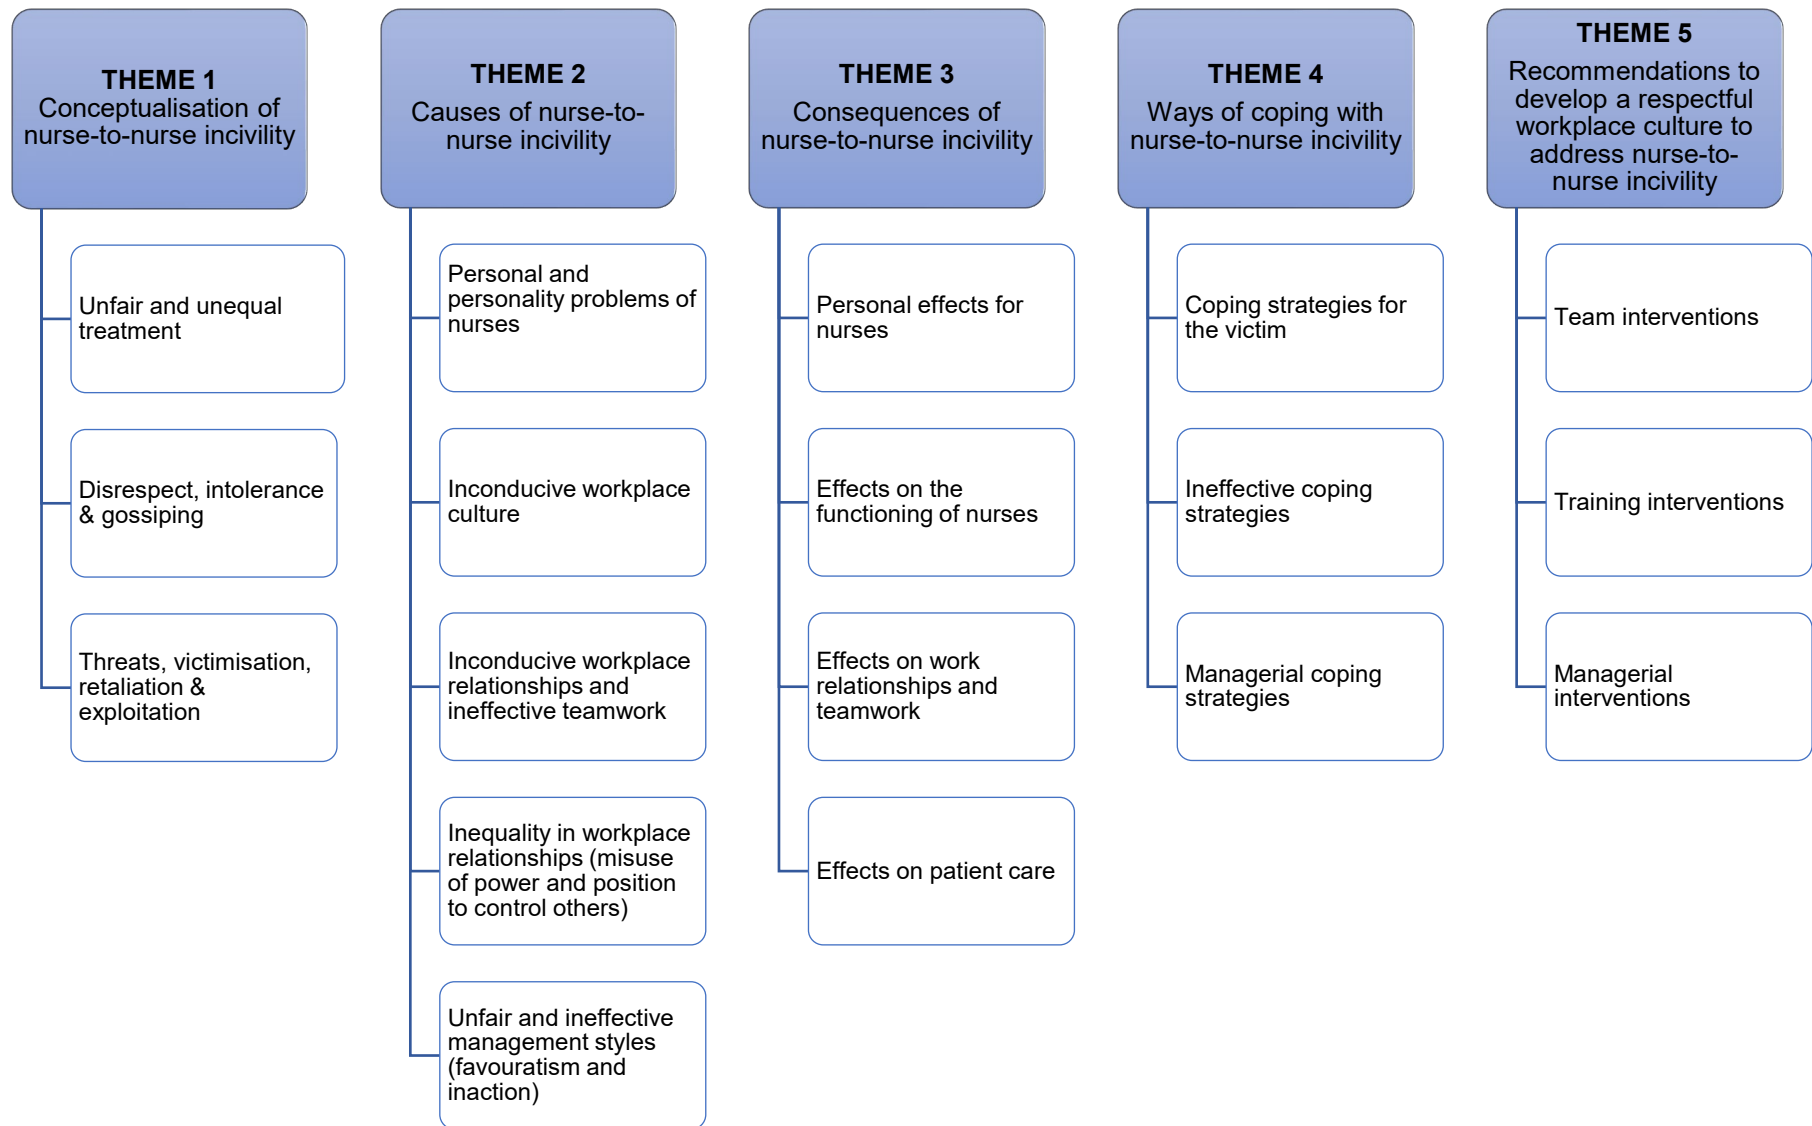 THEME 1
Conceptualisation of
nurse-to-nurse incivility
Unfair and unequal
treatment
Disrespect, intolerance
& gossiping
Threats, victimisation,
retaliation &
exploitation
THEME 2
Causes of nurse-to-
nurse incivility
Personal and
personality problems of
nurses
Inconducive workplace
culture
Inconducive workplace
relationships and
ineffective teamwork
Inequality in workplace
relationships (misuse
of power and position
to control others)
Unfair and ineffective
management styles
(favouratism and
inaction)
THEME 3
Consequences of
nurse-to-nurse incivility
Personal effects for
nurses
Effects on the
functioning of nurses
Effects on work
relationships and
teamwork
Effects on patient care
THEME 4
Ways of coping with
nurse-to-nurse incivility
Coping strategies for
the victim
Ineffective coping
strategies
Managerial coping
strategies
THEME 5
Recommendations to
develop a respectful
workplace culture to
address nurse-to-
nurse incivility
Team interventions
Training interventions
Managerial
interventions